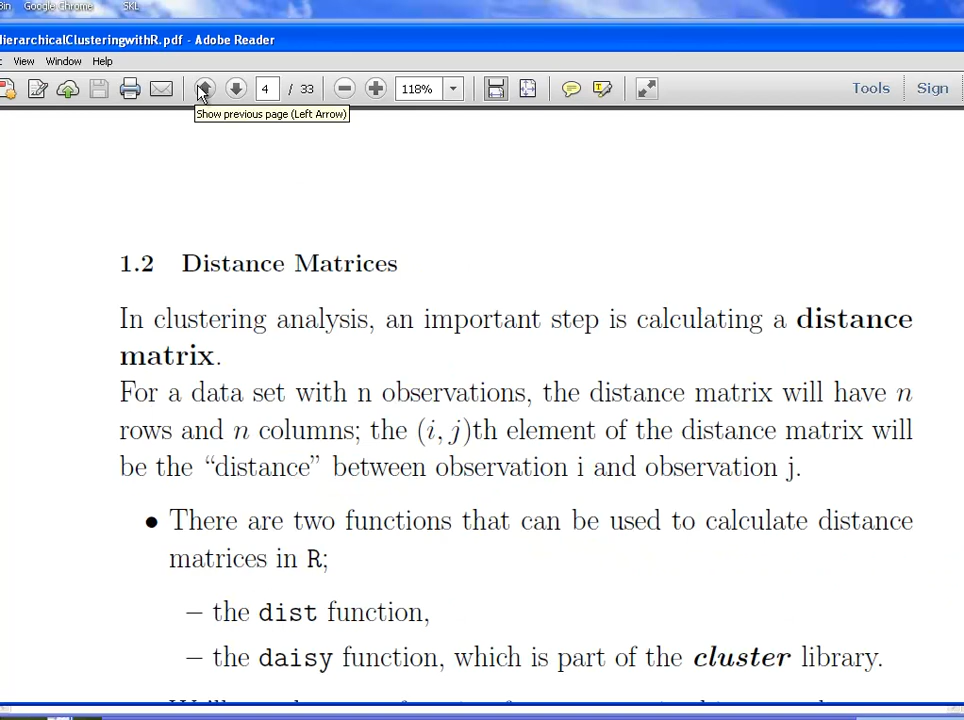 Bin Google Chrome SKL
HierarchicalClusteringwithR.pdf - Adobe Reader
View Window Help
4 / 33 118% Tools Sign
Show previous page (Left Arrow)
1.2 Distance Matrices
In clustering analysis, an important step is calculating a distance
matrix.
For a data set with n observations, the distance matrix will have n
rows and n columns; the (i, j)th element of the distance matrix will
be the “distance” between observation i and observation j.
• There are two functions that can be used to calculate distance
matrices in R;
– the dist function,
– the daisy function, which is part of the cluster library.